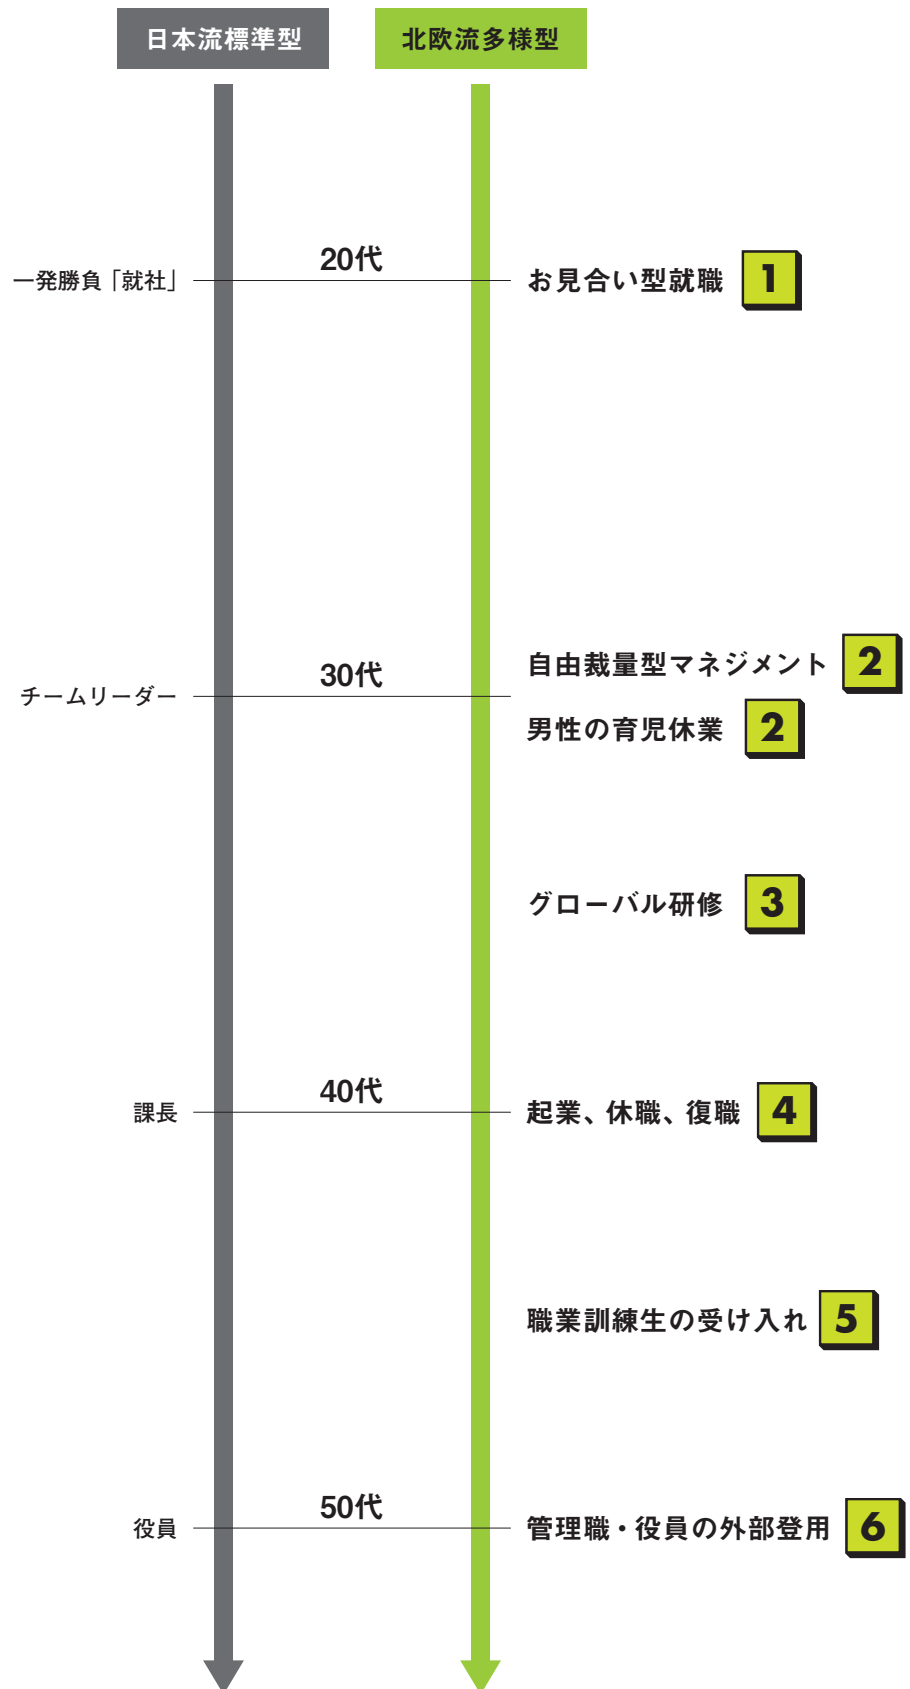 日本流標準型
北欧流多様型
20代
一発勝負「就社」
お見合い型就職 1
自由裁量型マネジメント 2
30代
チームリーダー
男性の育児休業 2
グローバル研修 3
40代
課長
起業、休職、復職 4
職業訓練生の受け入れ 5
50代
役員
管理職・役員の外部登用 6